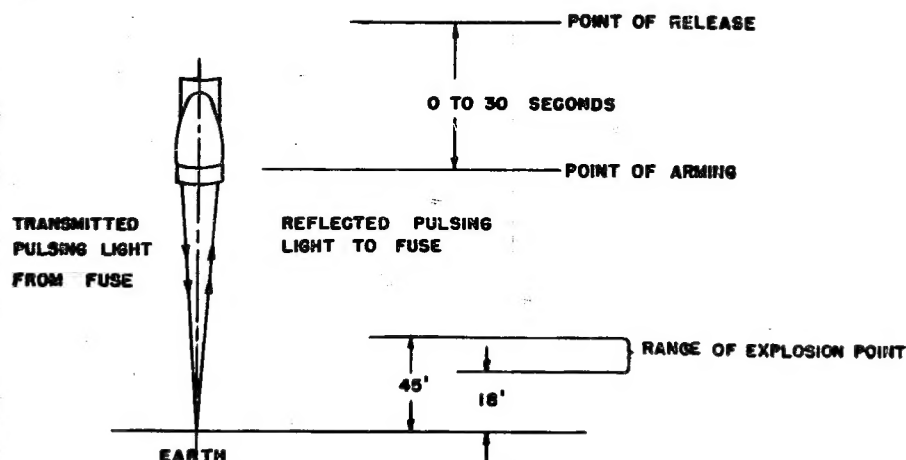 POINT OF RELEASE
0 TO 30 SECONDS
POINT OF ARMING
TRANSMITTED
PULSING LIGHT
FROM FUSE
REFLECTED PULSING
LIGHT TO FUSE
RANGE OF EXPLOSION POINT
45'
18'
EARTH